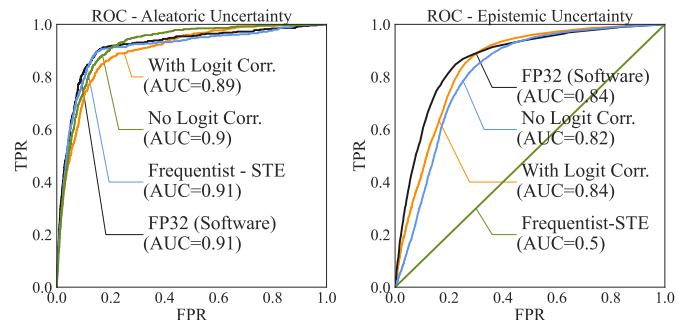 ROC - Aleatoric Uncertainty
TPR
1.0
0.8
0.6
0.4
0.2
0.0
With Logit Corr.
(AUC=0.89)
No Logit Corr.
(AUC=0.9)
Frequentist - STE
(AUC=0.91)
FP32 (Software)
(AUC=0.91)
0.0 0.2 0.4 0.6 0.8 1.0
FPR
ROC - Epistemic Uncertainty
TPR
1.0
0.8
0.6
0.4
0.2
0.0
FP32 (Software)
(AUC=0.84)
No Logit Corr.
(AUC=0.82)
With Logit Corr.
(AUC=0.84)
Frequentist-STE
(AUC=0.5)
0.0 0.2 0.4 0.6 0.8 1.0
FPR